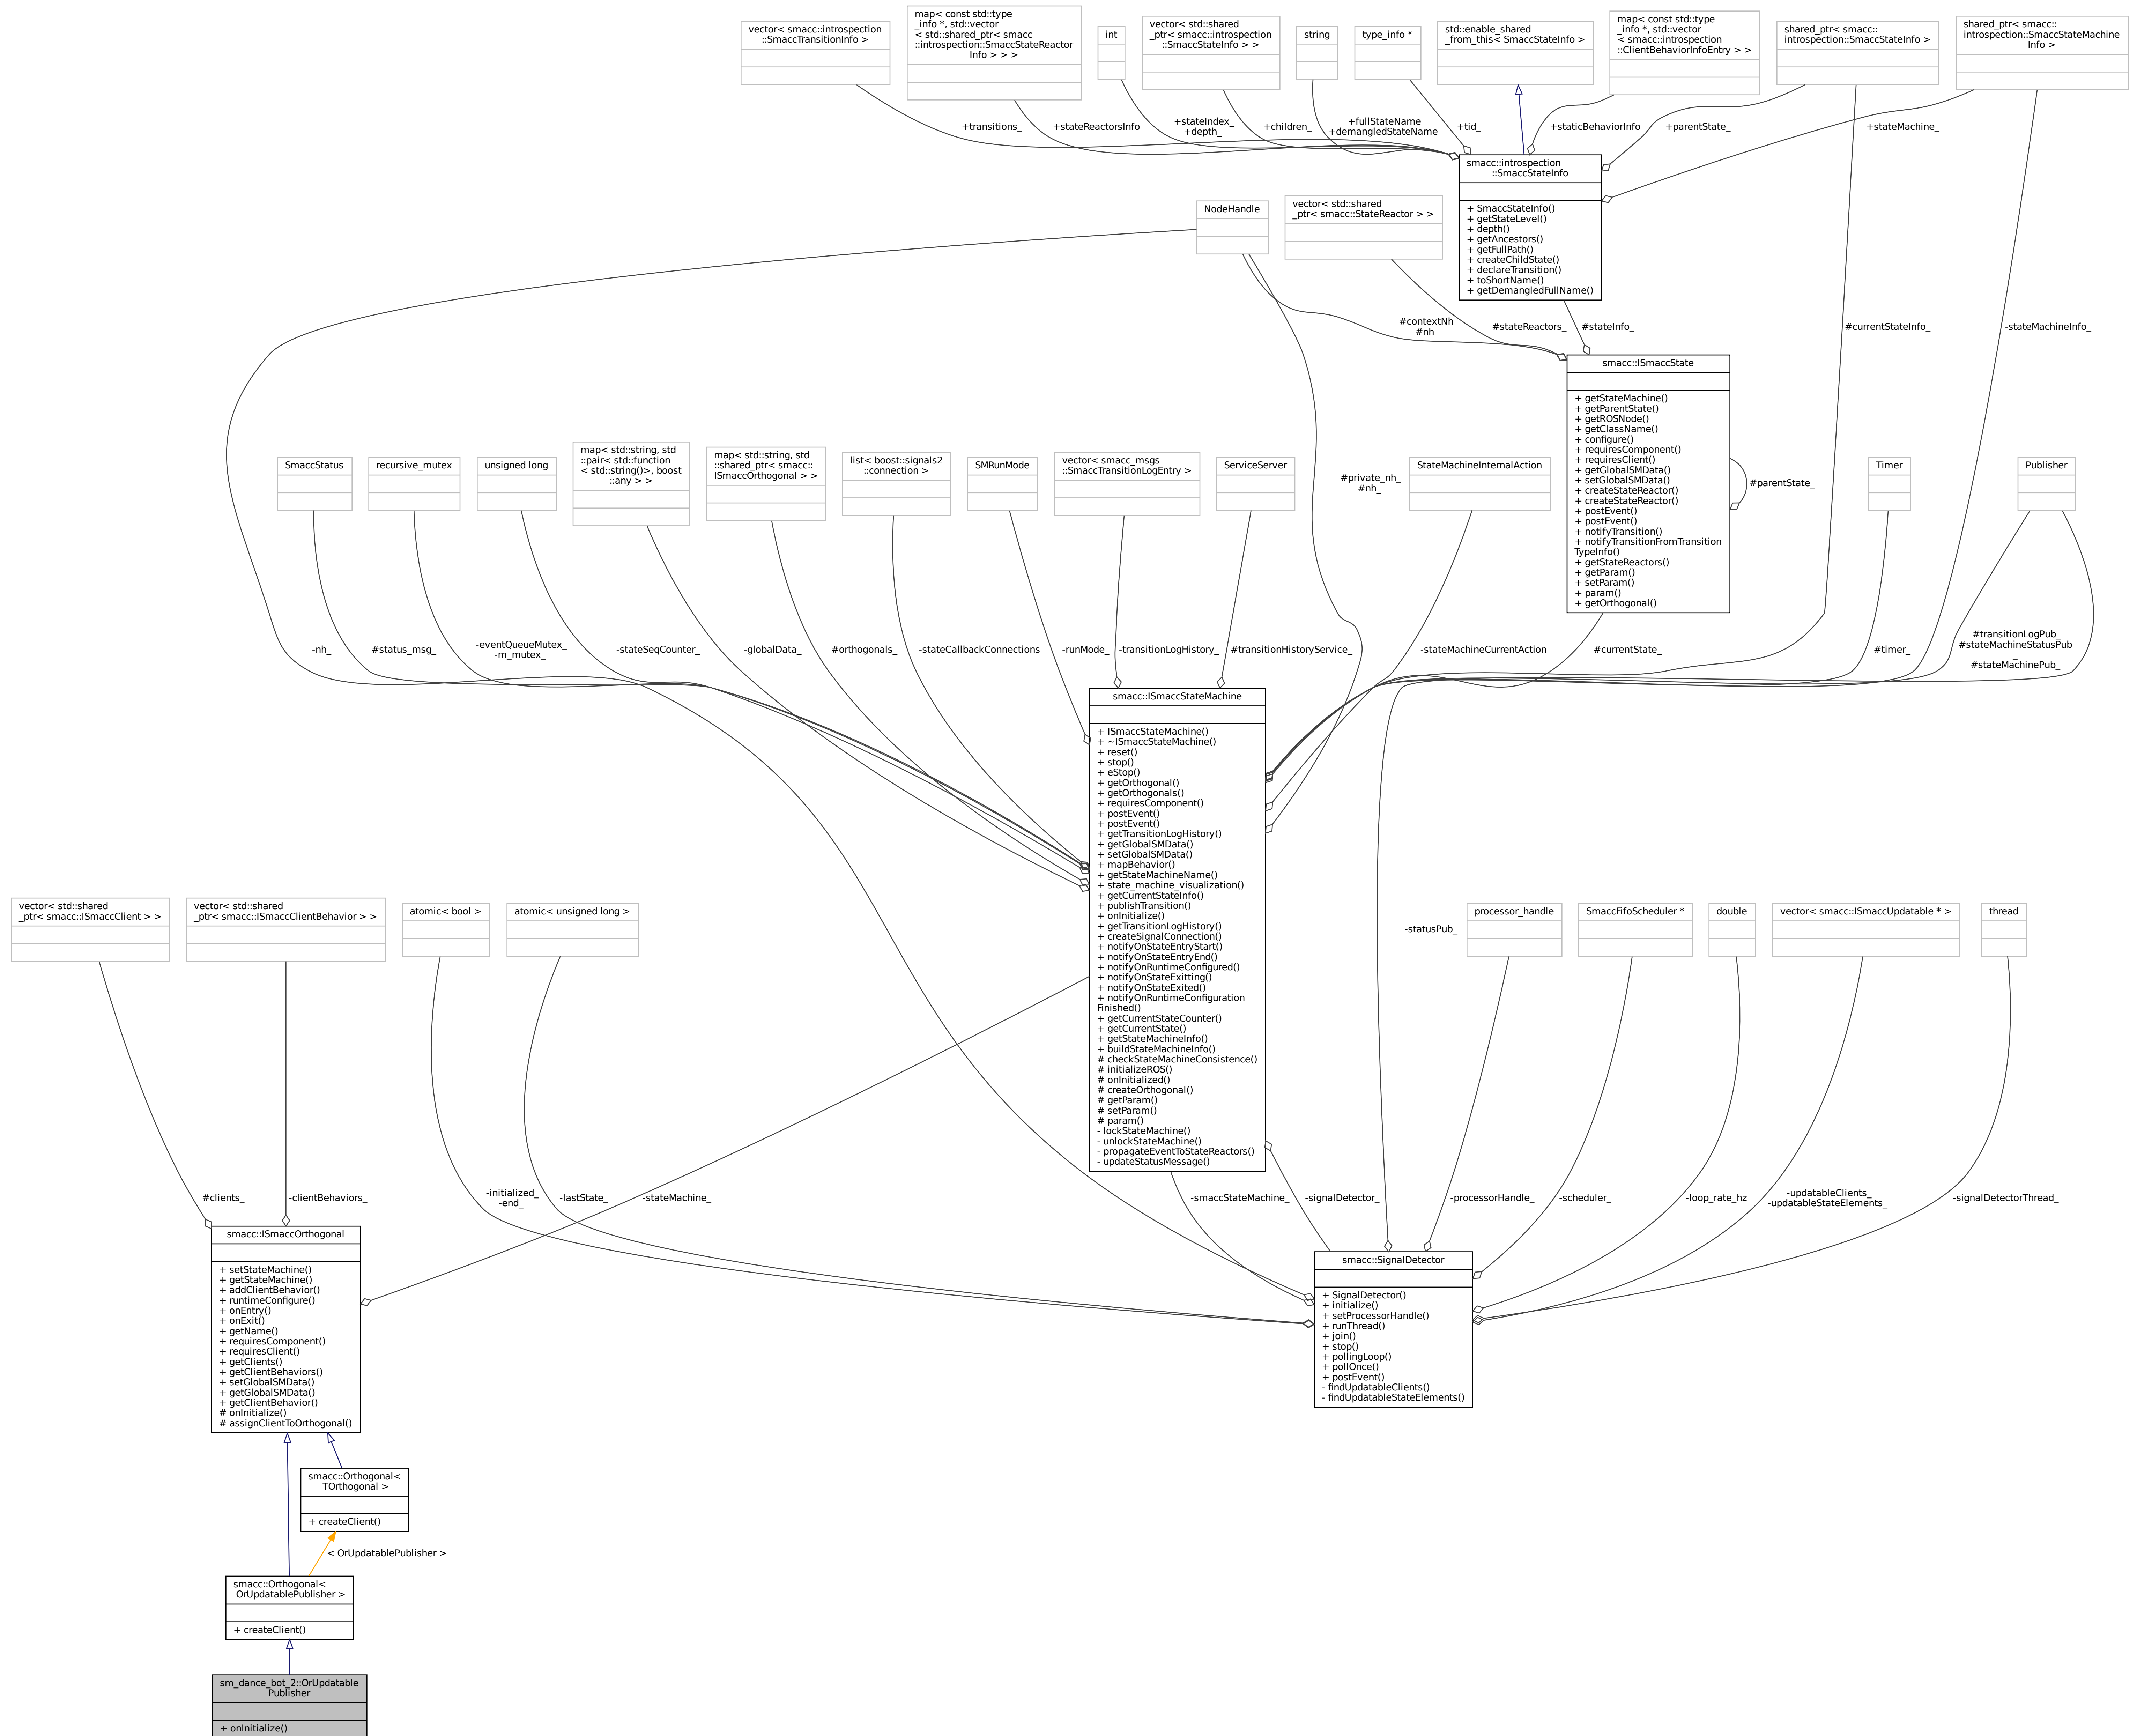 vector< smacc::introspection
::SmaccTransitionInfo >
map< const std::type
_info *, std::vector
< std::shared_ptr< smacc
::introspection::SmaccStateReactor
Info > > >
int
vector< std::shared
_ptr< smacc::introspection
::SmaccStateInfo > >
string
type_info *
std::enable_shared
_from_this< SmaccStateInfo >
map< const std::type
_info *, std::vector
< smacc::introspection
::ClientBehaviorInfoEntry > >
shared_ptr< smacc::
introspection::SmaccStateInfo >
shared_ptr< smacc::
introspection::SmaccStateMachine
Info >
+transitions_
+stateReactorsInfo
+stateIndex_
+depth_
+children_
+fullStateName
+demangledStateName
+tid_
+staticBehaviorInfo
+parentState_
+stateMachine_
smacc::introspection
::SmaccStateInfo
+ SmaccStateInfo()
+ getStateLevel()
+ depth()
+ getAncestors()
+ getFullPath()
+ createChildState()
+ declareTransition()
+ toShortName()
+ getDemangledFullName()
NodeHandle
vector< std::shared
_ptr< smacc::StateReactor > >
#contextNh
#nh
#stateReactors_
#stateInfo_
#currentStateInfo_
-stateMachineInfo_
smacc::ISmaccState
+ getStateMachine()
+ getParentState()
+ getROSNode()
+ getClassName()
+ configure()
+ requiresComponent()
+ requiresClient()
+ getGlobalSMData()
+ setGlobalSMData()
+ createStateReactor()
+ createStateReactor()
+ postEvent()
+ postEvent()
+ notifyTransition()
+ notifyTransitionFromTransition
TypeInfo()
+ getStateReactors()
+ getParam()
+ setParam()
+ param()
+ getOrthogonal()
#parentState_
SmaccStatus
recursive_mutex
unsigned long
map< std::string, std
::pair< std::function
< std::string()>, boost
::any > >
map< std::string, std
::shared_ptr< smacc::
ISmaccOrthogonal > >
list< boost::signals2
::connection >
SMRunMode
vector< smacc_msgs
::SmaccTransitionLogEntry >
ServiceServer
#private_nh_
#nh_
StateMachineInternalAction
Timer
Publisher
-nh_
#status_msg_
-eventQueueMutex_
-m_mutex_
-stateSeqCounter_
-globalData_
#orthogonals_
-stateCallbackConnections
-runMode_
-transitionLogHistory_
#transitionHistoryService_
-stateMachineCurrentAction
#currentState_
#timer_
#transitionLogPub_
#stateMachineStatusPub
_
#stateMachinePub_
smacc::ISmaccStateMachine
+ ISmaccStateMachine()
+ ~ISmaccStateMachine()
+ reset()
+ stop()
+ eStop()
+ getOrthogonal()
+ getOrthogonals()
+ requiresComponent()
+ postEvent()
+ postEvent()
+ getTransitionLogHistory()
+ getGlobalSMData()
+ setGlobalSMData()
+ mapBehavior()
+ getStateMachineName()
+ state_machine_visualization()
+ getCurrentStateInfo()
+ publishTransition()
+ onInitialize()
+ getTransitionLogHistory()
+ createSignalConnection()
+ notifyOnStateEntryStart()
+ notifyOnStateEntryEnd()
+ notifyOnRuntimeConfigured()
+ notifyOnStateExitting()
+ notifyOnStateExited()
+ notifyOnRuntimeConfiguration
Finished()
+ getCurrentStateCounter()
+ getCurrentState()
+ getStateMachineInfo()
+ buildStateMachineInfo()
# checkStateMachineConsistence()
# initializeROS()
# onInitialized()
# createOrthogonal()
# getParam()
# setParam()
# param()
- lockStateMachine()
- unlockStateMachine()
- propagateEventToStateReactors()
- updateStatusMessage()
vector< std::shared
_ptr< smacc::ISmaccClient > >
vector< std::shared
_ptr< smacc::ISmaccClientBehavior > >
atomic< bool >
atomic< unsigned long >
-statusPub_
processor_handle
SmaccFifoScheduler *
double
vector< smacc::ISmaccUpdatable * >
thread
#clients_
-clientBehaviors_
-initialized_
-end_
-lastState_
-stateMachine_
-smaccStateMachine_
-signalDetector_
-processorHandle_
-scheduler_
-loop_rate_hz
-updatableClients_
-updatableStateElements_
-signalDetectorThread_
smacc::ISmaccOrthogonal
+ setStateMachine()
+ getStateMachine()
+ addClientBehavior()
+ runtimeConfigure()
+ onEntry()
+ onExit()
+ getName()
+ requiresComponent()
+ requiresClient()
+ getClients()
+ getClientBehaviors()
+ setGlobalSMData()
+ getGlobalSMData()
+ getClientBehavior()
# onInitialize()
# assignClientToOrthogonal()
smacc::SignalDetector
+ SignalDetector()
+ initialize()
+ setProcessorHandle()
+ runThread()
+ join()
+ stop()
+ pollingLoop()
+ pollOnce()
+ postEvent()
- findUpdatableClients()
- findUpdatableStateElements()
smacc::Orthogonal<
TOrthogonal >
+ createClient()
< OrUpdatablePublisher >
smacc::Orthogonal<
OrUpdatablePublisher >
+ createClient()
sm_dance_bot_2::OrUpdatable
Publisher
+ onInitialize()